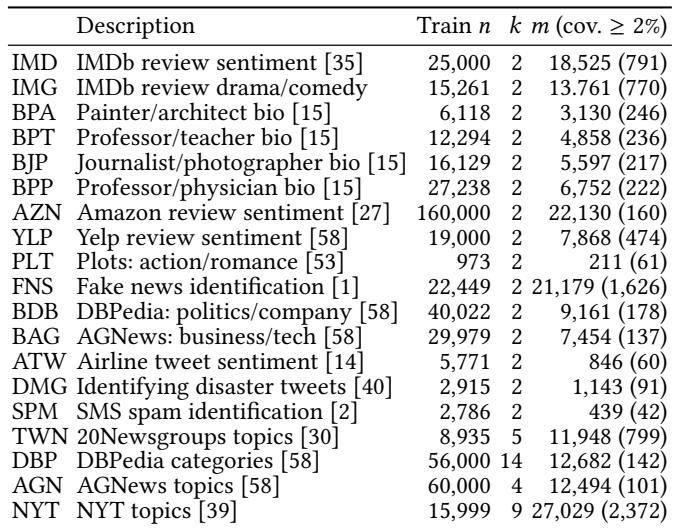 Description Train n k m (cov. ≥ 2%)
IMD IMDb review sentiment [35] 25,000 2 18,525 (791)
IMG IMDb review drama/comedy 15,261 2 13.761 (770)
BPA Painter/architect bio [15] 6,118 2 3,130 (246)
BPT Professor/teacher bio [15] 12,294 2 4,858 (236)
BJP Journalist/photographer bio [15] 16,129 2 5,597 (217)
BPP Professor/physician bio [15] 27,238 2 6,752 (222)
AZN Amazon review sentiment [27] 160,000 2 22,130 (160)
YLP Yelp review sentiment [58] 19,000 2 7,868 (474)
PLT Plots: action/romance [53] 973 2 211 (61)
FNS Fake news identification [1] 22,449 2 21,179 (1,626)
BDB DBPedia: politics/company [58] 40,022 2 9,161 (178)
BAG AGNews: business/tech [58] 29,979 2 7,454 (137)
ATW Airline tweet sentiment [14] 5,771 2 846 (60)
DMG Identifying disaster tweets [40] 2,915 2 1,143 (91)
SPM SMS spam identification [2] 2,786 2 439 (42)
TWN 20Newsgroups topics [30] 8,935 5 11,948 (799)
DBP DBPedia categories [58] 56,000 14 12,682 (142)
AGN AGNews topics [58] 60,000 4 12,494 (101)
NYT NYT topics [39] 15,999 9 27,029 (2,372)